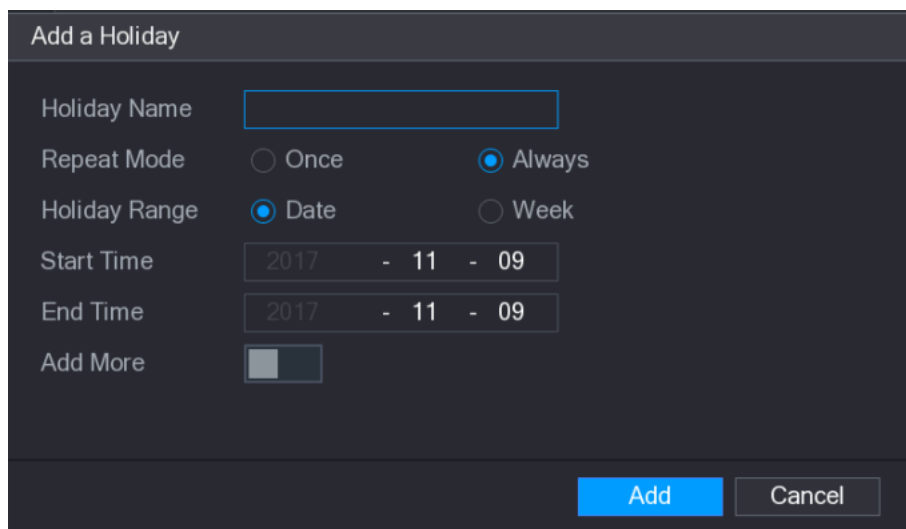 Add a Holiday
Holiday Name
Repeat Mode Once Always
Holiday Range Date Week
Start Time 2017 - 11 - 09
End Time 2017 - 11 - 09
Add More
Add Cancel